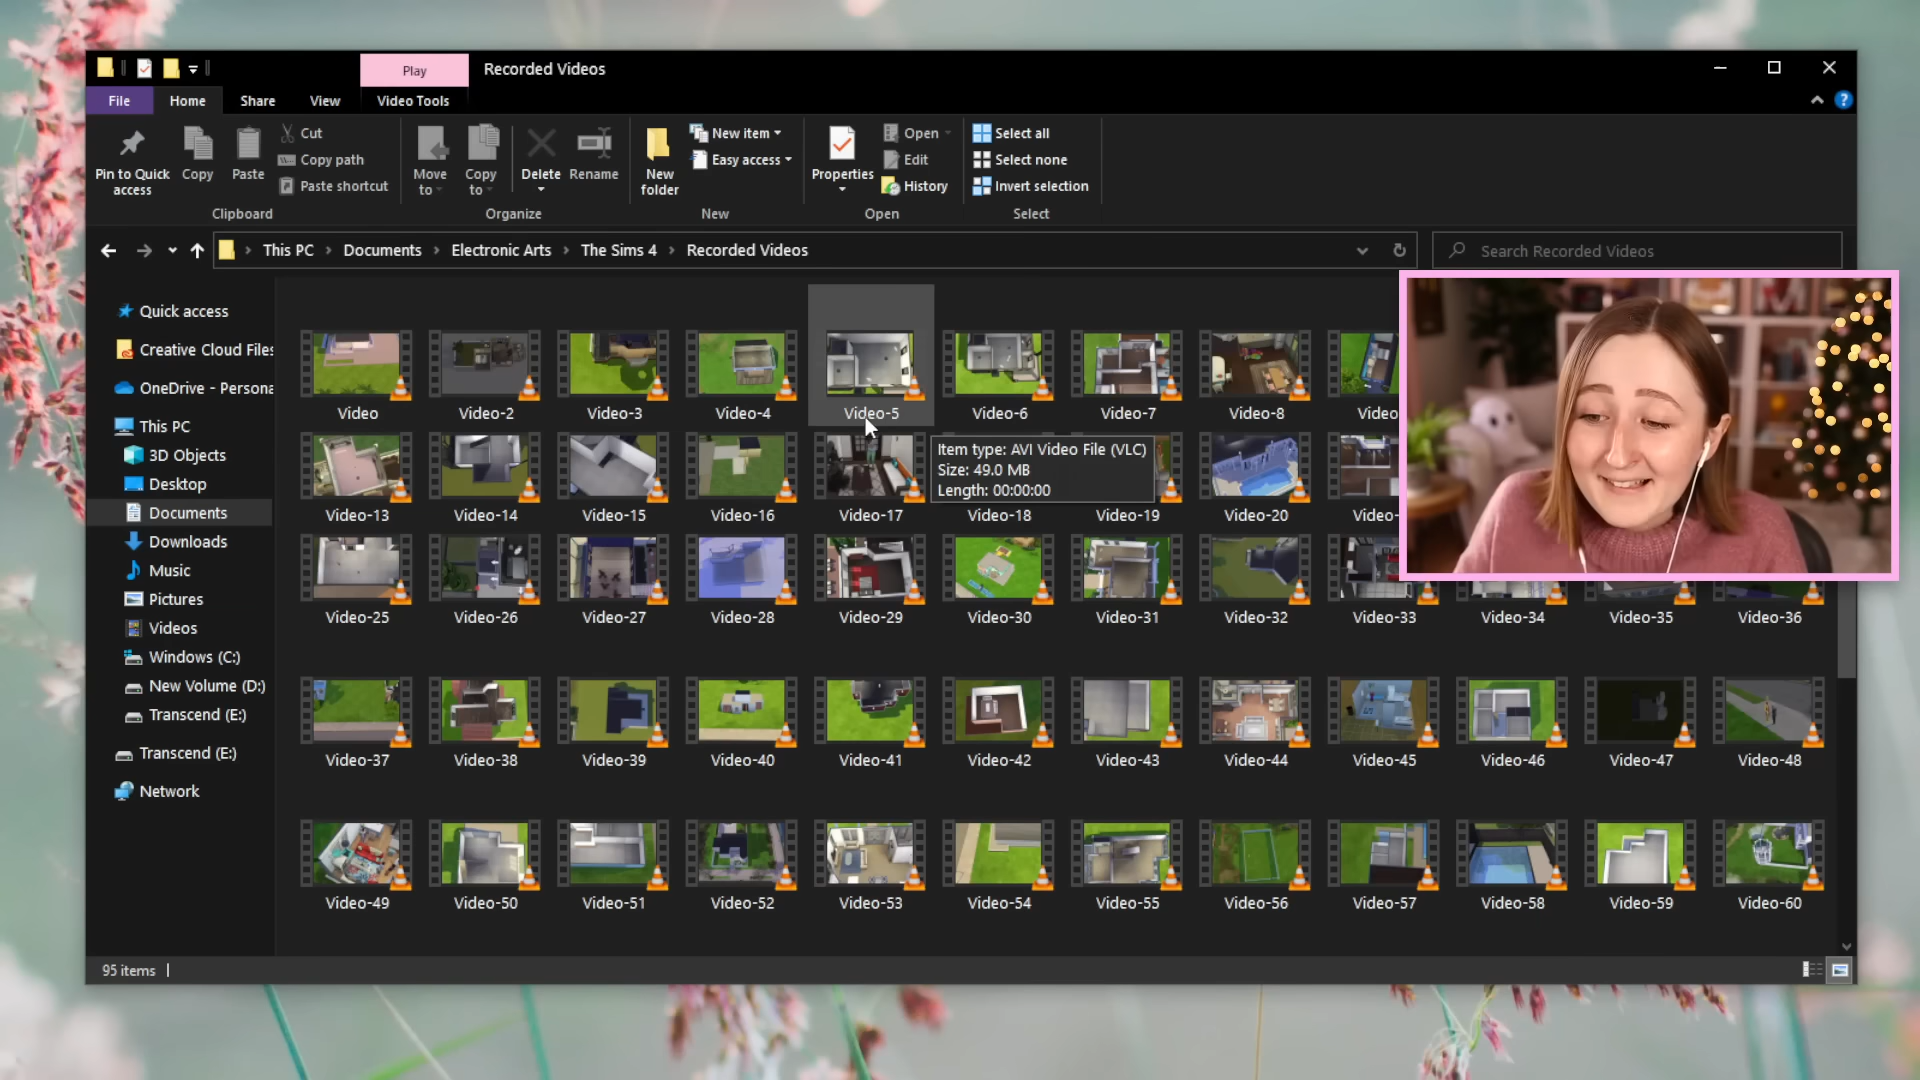 Play
Recorded Videos
File
Home
Share
View
Video Tools
Pin to Quick access
Copy
Paste
Cut
Copy path
Paste shortcut
Clipboard
Move to
Copy to
Delete
Rename
Organize
New folder
New item
Easy access
New
Properties
Open
Edit
History
Open
Select all
Select none
Invert selection
Select
This PC
Documents
Electronic Arts
The Sims 4
Recorded Videos
Search Recorded Videos
Quick access
Creative Cloud Files
OneDrive - Persona
This PC
3D Objects
Desktop
Documents
Downloads
Music
Pictures
Videos
Windows (C:)
New Volume (D:)
Transcend (E:)
Transcend (E:)
Network
Video
Video-2
Video-3
Video-4
Video-5
Video-6
Video-7
Video-8
Video
Item type: AVI Video File (VLC)
Size: 49.0 MB
Length: 00:00:00
Video-13
Video-14
Video-15
Video-16
Video-17
Video-18
Video-19
Video-20
Video-
Video-25
Video-26
Video-27
Video-28
Video-29
Video-30
Video-31
Video-32
Video-33
Video-34
Video-35
Video-36
Video-37
Video-38
Video-39
Video-40
Video-41
Video-42
Video-43
Video-44
Video-45
Video-46
Video-47
Video-48
Video-49
Video-50
Video-51
Video-52
Video-53
Video-54
Video-55
Video-56
Video-57
Video-58
Video-59
Video-60
95 items